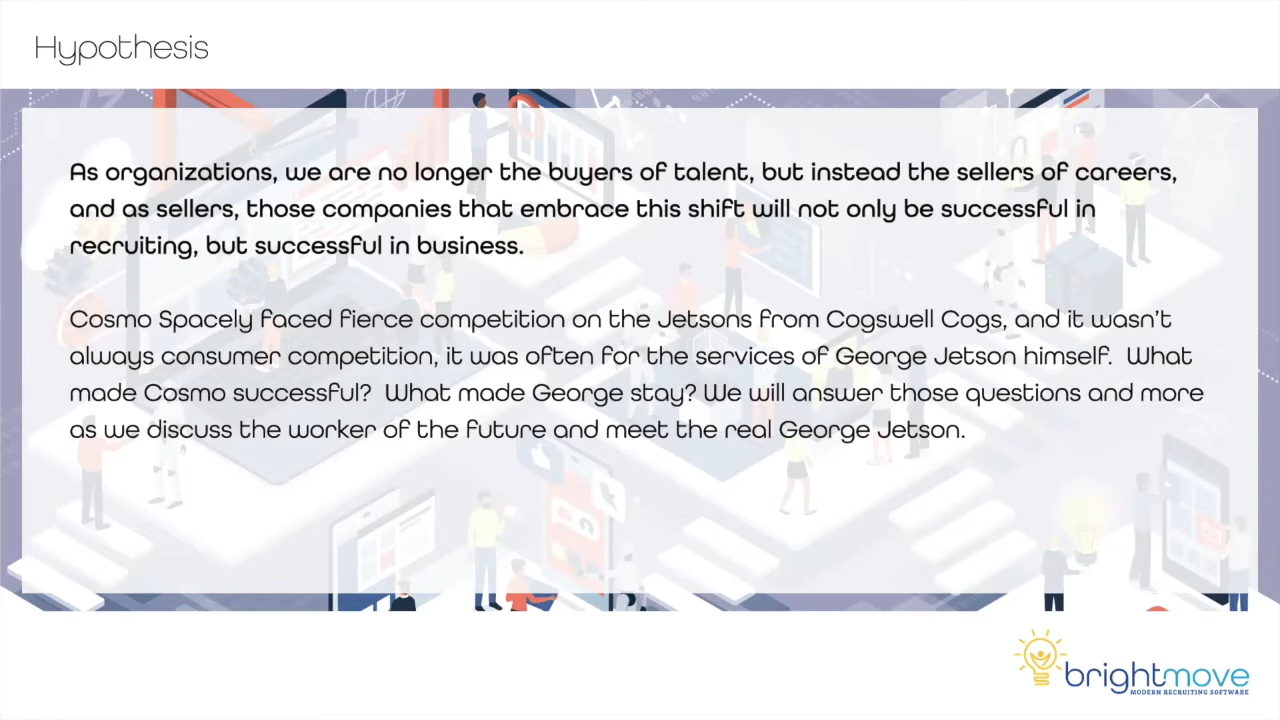 Hypothesis
As organizations, we are no longer the buyers of talent, but instead the sellers of careers,
and as sellers, those companies that embrace this shift will not only be successful in
recruiting, but successful in business.
Cosmo Spacely faced fierce competition on the Jetsons from Cogswell Cogs, and it wasn't
always consumer competition, it was often for the services of George Jetson himself.  What
made Cosmo successful?  What made George stay? We will answer those questions and more
as we discuss the worker of the future and meet the real George Jetson.
brightmove
MODERN RECRUITING SOFTWARE